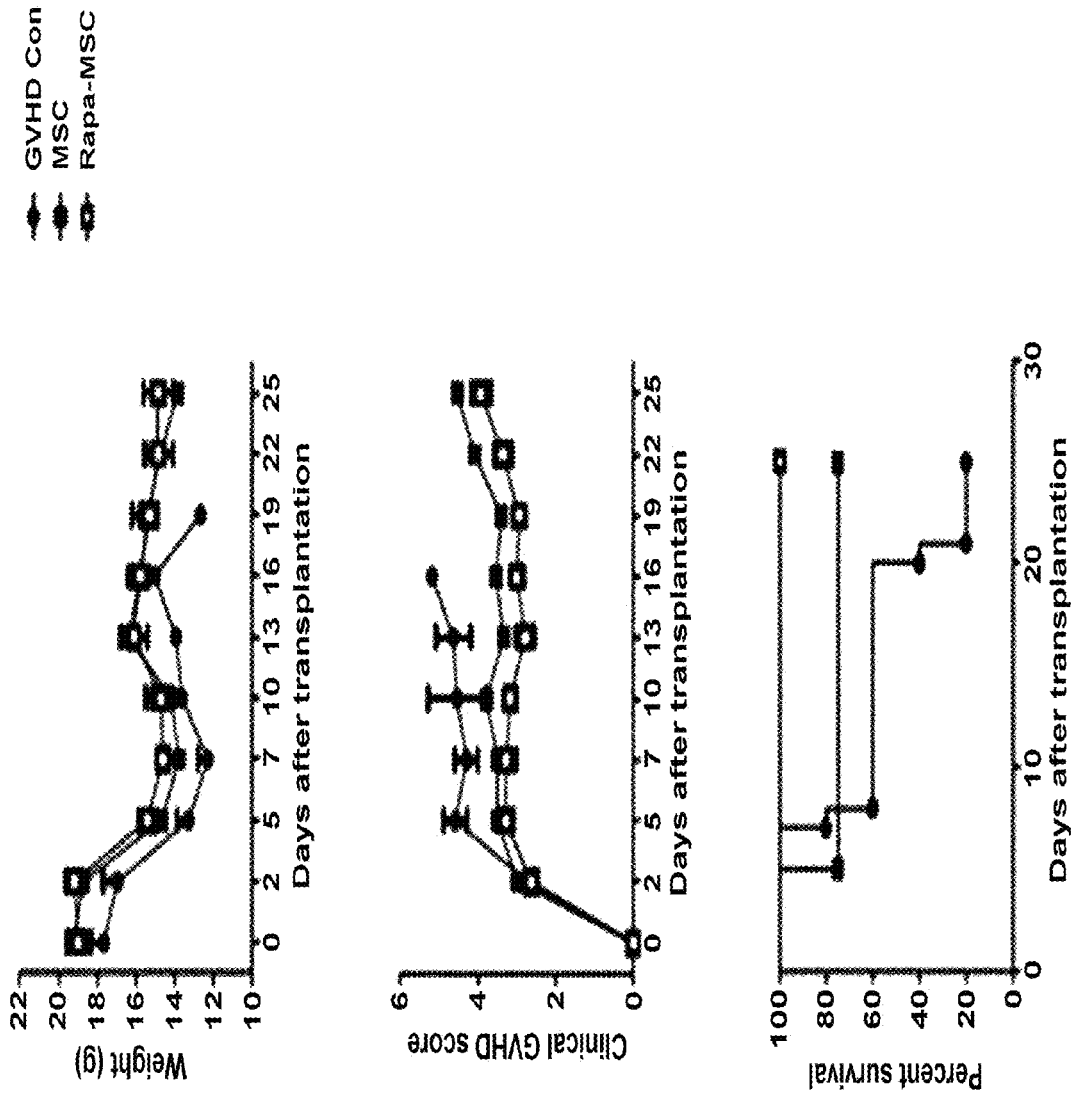 GVHD Con
MSC
Rapa-MSC
Weight (g)
22
20
18
16
14
12
10
0 2 5 7 10 13 16 19 22 25
Days after transplantation
Clinical GVHD score
6
4
2
0
0 2 5 7 10 13 16 19 22 25
Days after transplantation
Percent survival
100
80
60
40
20
0
0 10 20 30
Days after transplantation